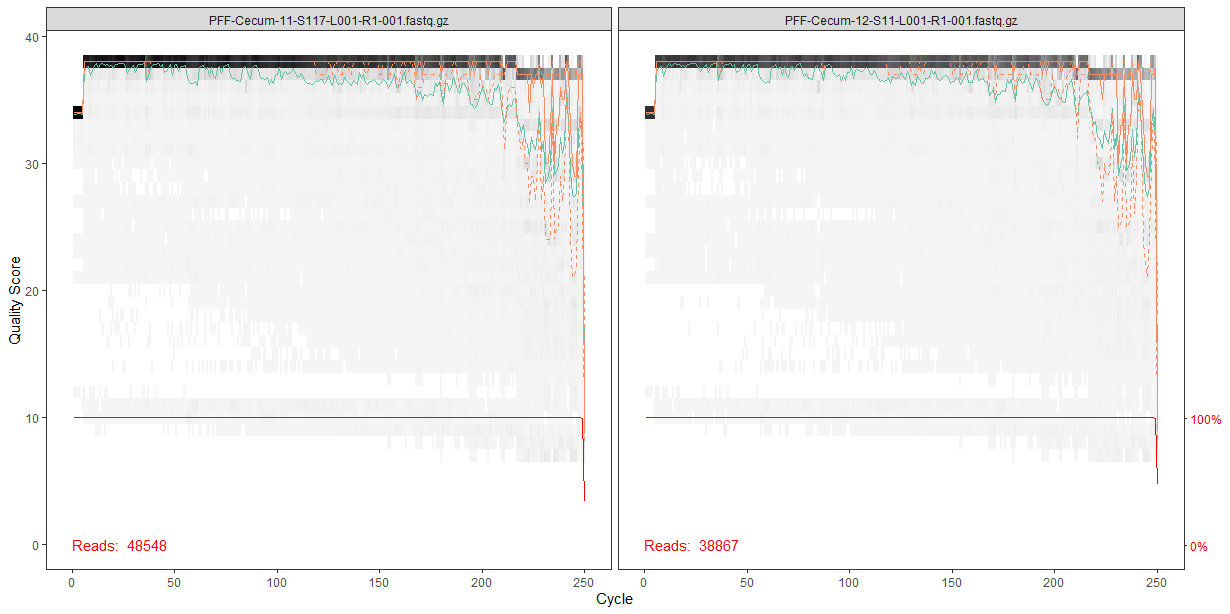 PFF-Cecum-11-S117-L001-R1-001.fastq.gz
PFF-Cecum-12-S11-L001-R1-001.fastq.gz
Quality Score
40
30
20
10
0
100%
0%
Reads: 48548
Reads: 38867
0 50 100 150 200 250
0 50 100 150 200 250
Cycle